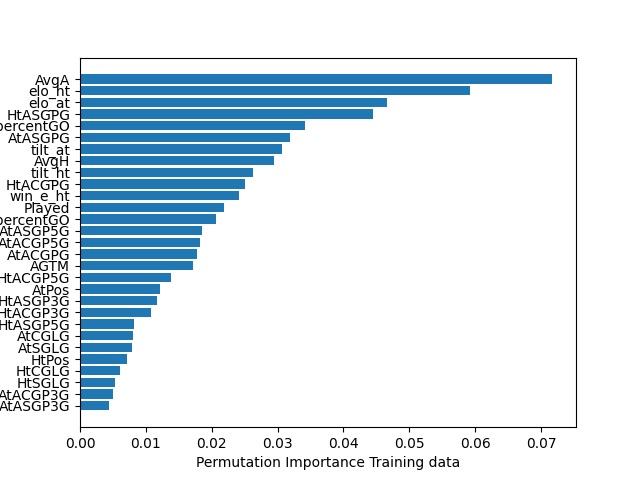 AvgA
elo_ht
elo_at
HtASGPG
percentGO
AtASGPG
tilt_at
AvgH
tilt_ht
HtACGPG
win_e_ht
Played
percentGO
AtASGP5G
AtACGP5G
AtACGPG
AGTM
HtACGP5G
AtPos
HtASGP3G
HtACGP3G
HtASGP5G
AtCGLG
AtSGLG
HtPos
HtCGLG
HtSGLG
AtACGP3G
AtASGP3G
0.00 0.01 0.02 0.03 0.04 0.05 0.06 0.07
Permutation Importance Training data